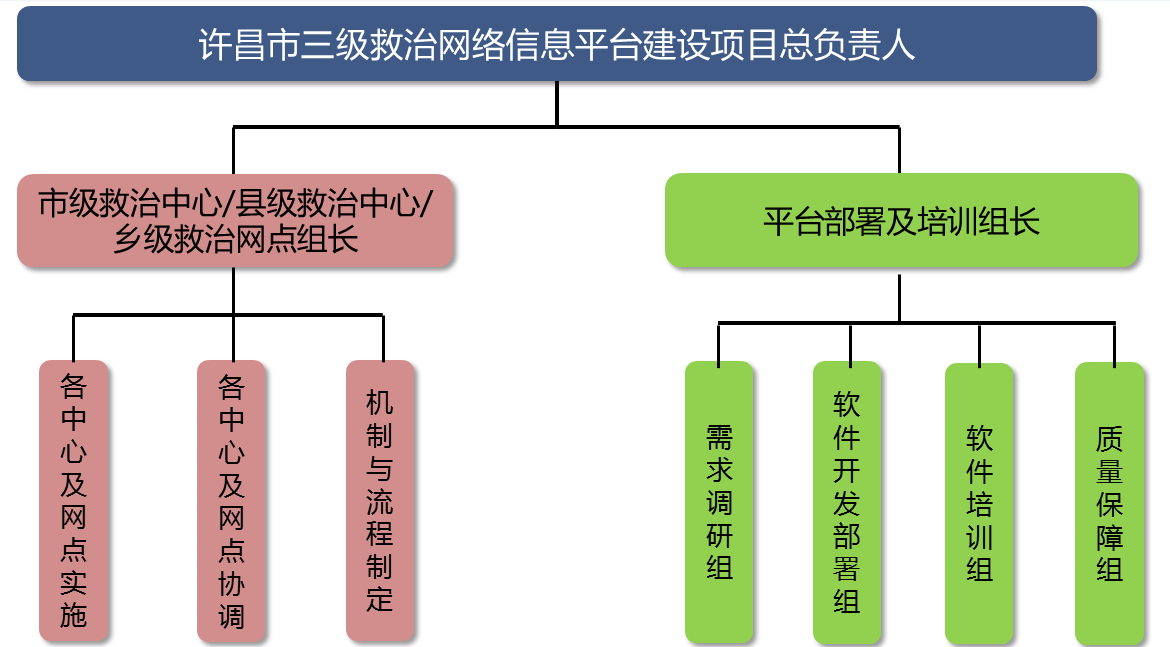 许昌市三级救治网络信息平台建设项目总负责人
市级救治中心/县级救治中心/
乡级救治网点组长
平台部署及培训组长
各中心及网点实施
各中心及网点协调
机制与流程制定
需求调研组
软件开发部署组
软件培训组
质量保障组